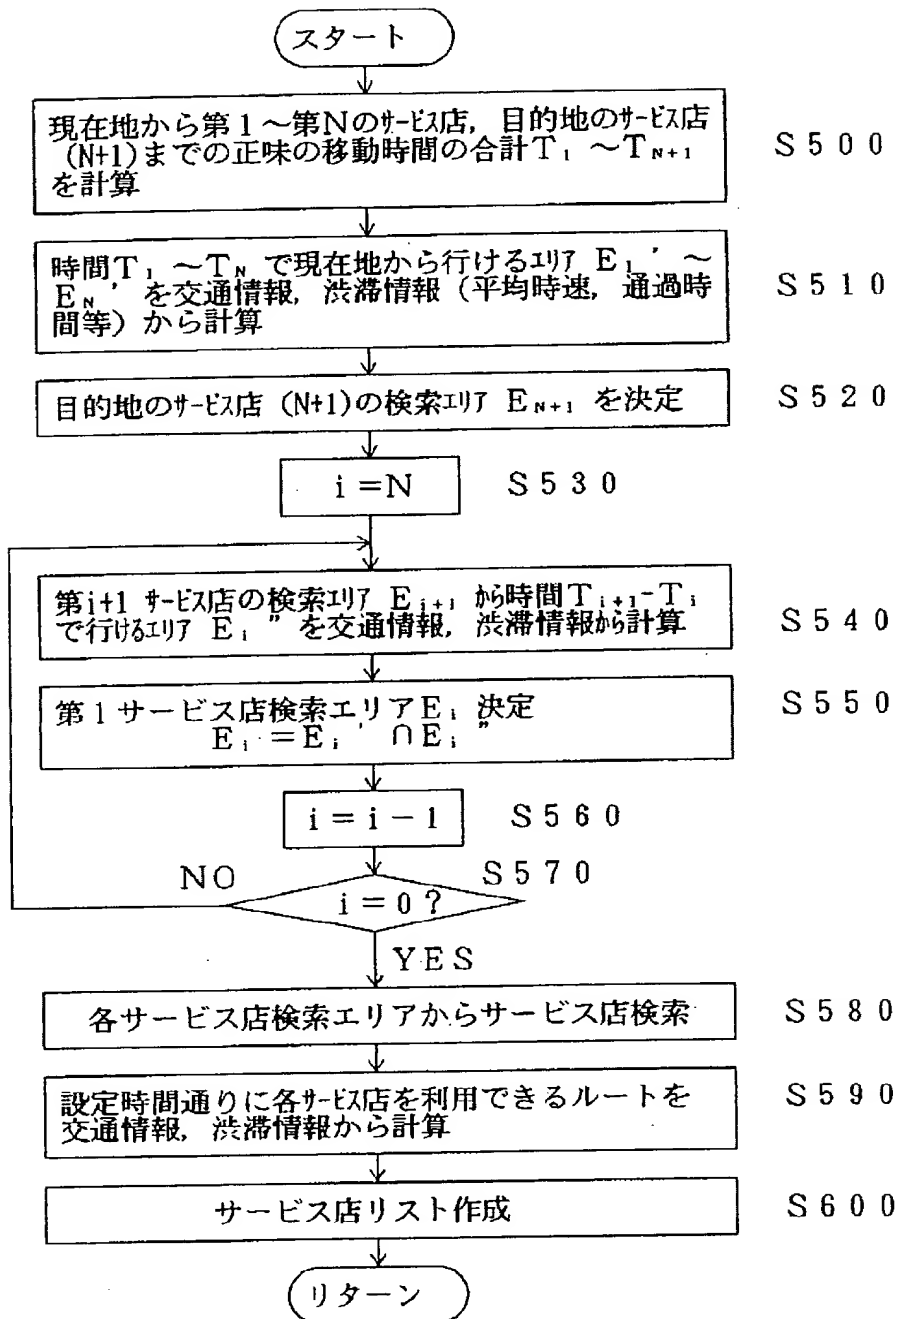 スタート
現在地から第1~第Nのサービス店,目的地のサービス店
(N+1)までの正味の移動時間の合計T₁ ~T_{N+1}
を計算
S500
時間T₁ ~T_N で現在地から行けるエリア E₁' ~
E_N' を交通情報,渋滞情報(平均時速,通過時
間等)から計算
S510
目的地のサービス店 (N+1)の検索エリア E_{N+1} を決定
S520
i=N
S530
第i+1 サービス店の検索エリア E_{i+1} から時間T_{i+1}-T_i
で行けるエリア E_i" を交通情報,渋滞情報から計算
S540
第1サービス店検索エリアE_i 決定
E_i =E_i' ∩E_i"
S550
i=i-1
S560
S570
NO
i=0?
YES
各サービス店検索エリアからサービス店検索
S580
設定時間通りに各サービス店を利用できるルートを
交通情報,渋滞情報から計算
S590
サービス店リスト作成
S600
リターン